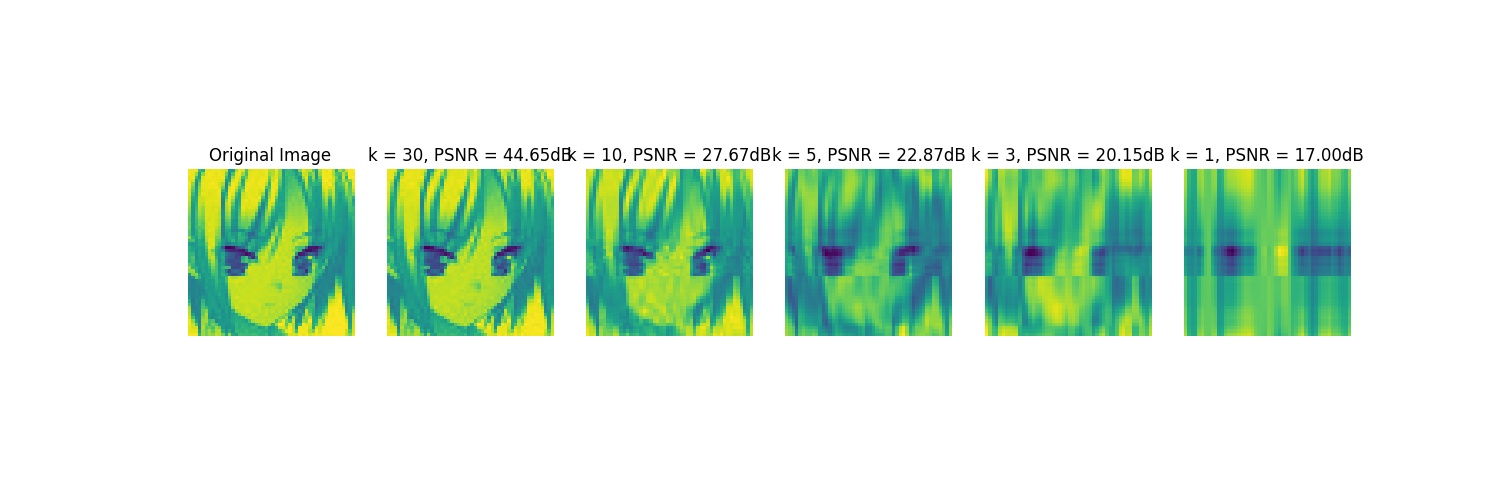 Original Image
k = 30, PSNR = 44.65dB
k = 10, PSNR = 27.67dB
k = 5, PSNR = 22.87dB
k = 3, PSNR = 20.15dB
k = 1, PSNR = 17.00dB